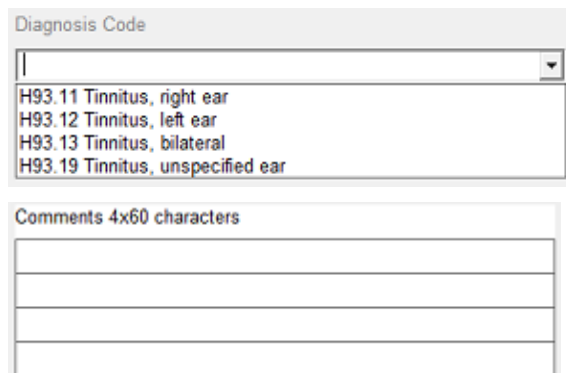 Diagnosis Code
H93.11 Tinnitus, right ear
H93.12 Tinnitus, left ear
H93.13 Tinnitus, bilateral
H93.19 Tinnitus, unspecified ear
Comments 4x60 characters